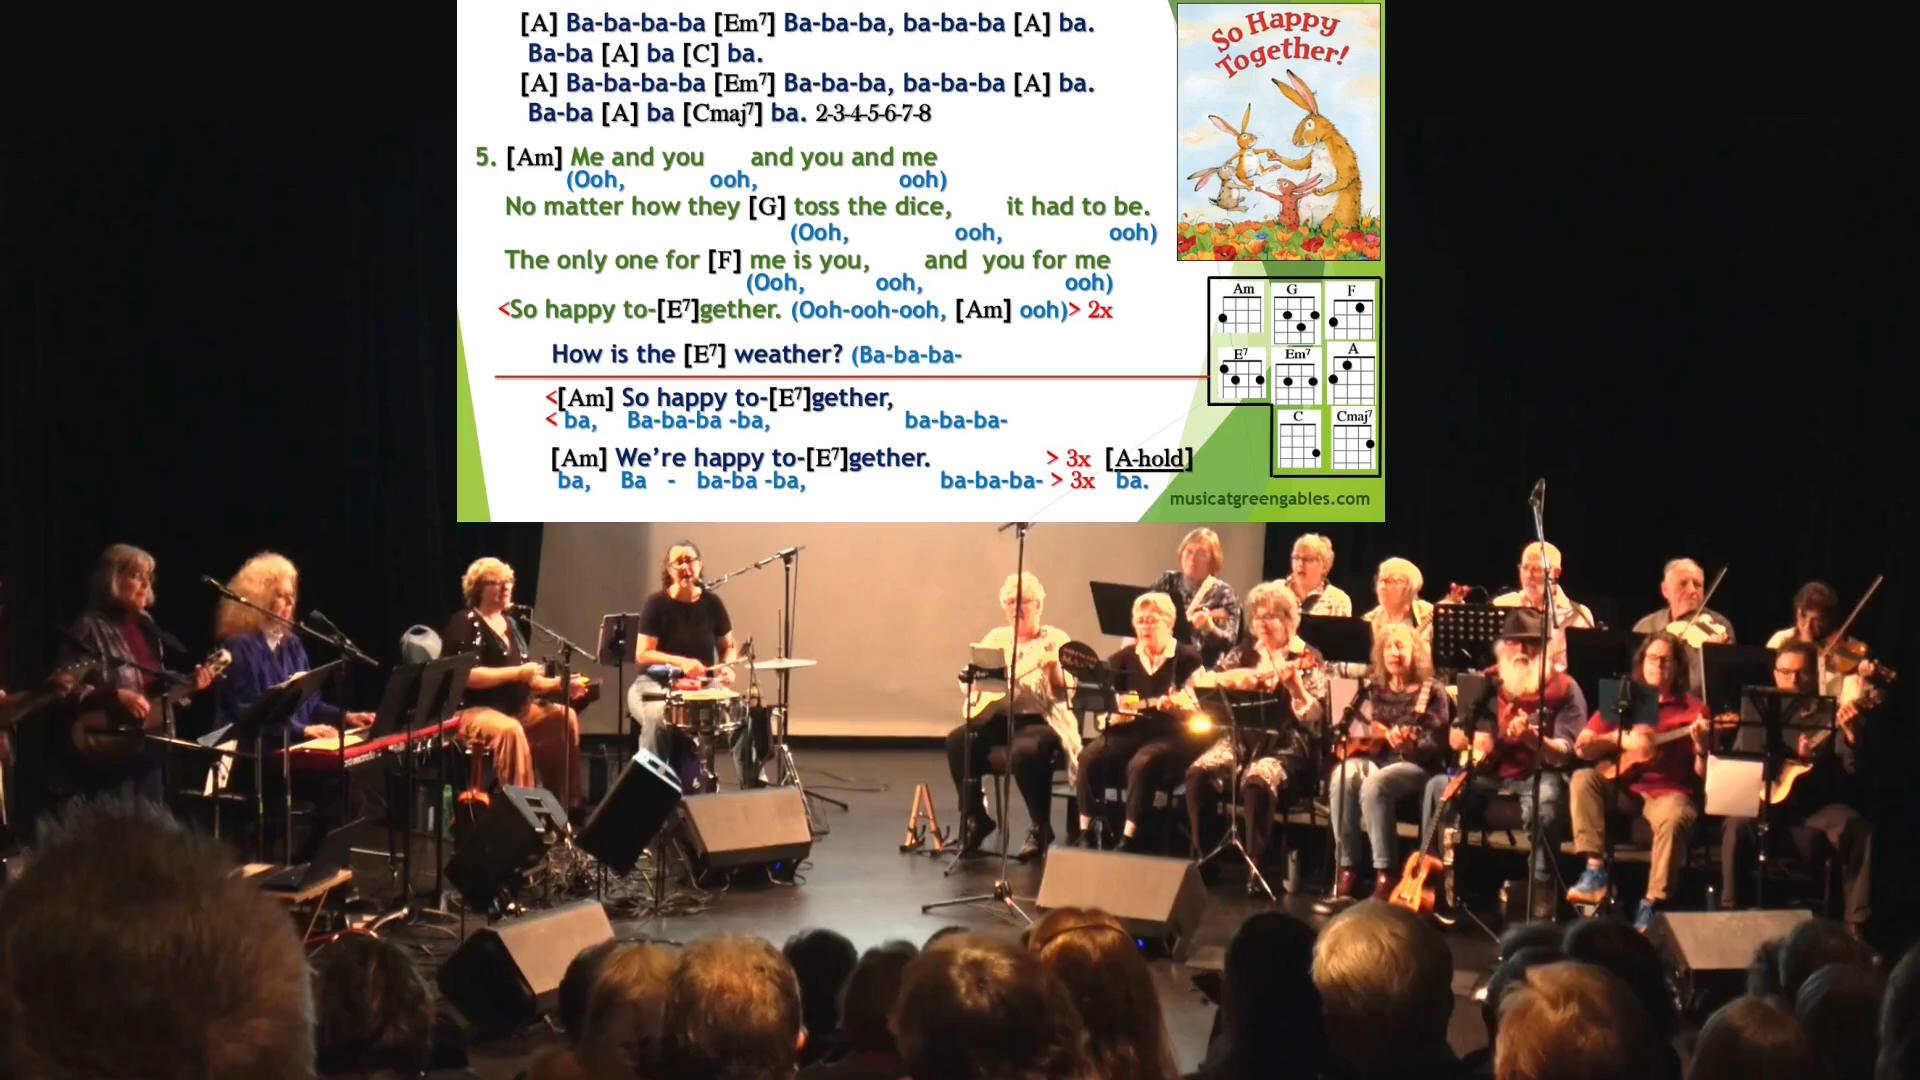 [A] Ba-ba-ba-ba [Em7] Ba-ba-ba, ba-ba-ba [A] ba.
Ba-ba [A] ba [C] ba.
[A] Ba-ba-ba-ba [Em7] Ba-ba-ba, ba-ba-ba [A] ba.
Ba-ba [A] ba [Cmaj7] ba. 2-3-4-5-6-7-8
So Happy
Together!
5. [Am] Me and you and you and me
(Ooh, ooh, ooh)
No matter how they [G] toss the dice, it had to be.
(Ooh, ooh, ooh)
The only one for [F] me is you, and you for me
(Ooh, ooh, ooh)
<So happy to-[E7]gether. (Ooh-ooh-ooh, [Am] ooh)> 2x
How is the [E7] weather? (Ba-ba-ba-
<[Am] So happy to-[E7]gether,
< ba, Ba-ba-ba -ba, ba-ba-ba-
[Am] We're happy to-[E7]gether. > 3x [A-hold]
ba, Ba - ba-ba -ba, ba-ba-ba- > 3x ba.
Am G F
E7 Em7 A
C Cmaj7
musicatgreengables.com